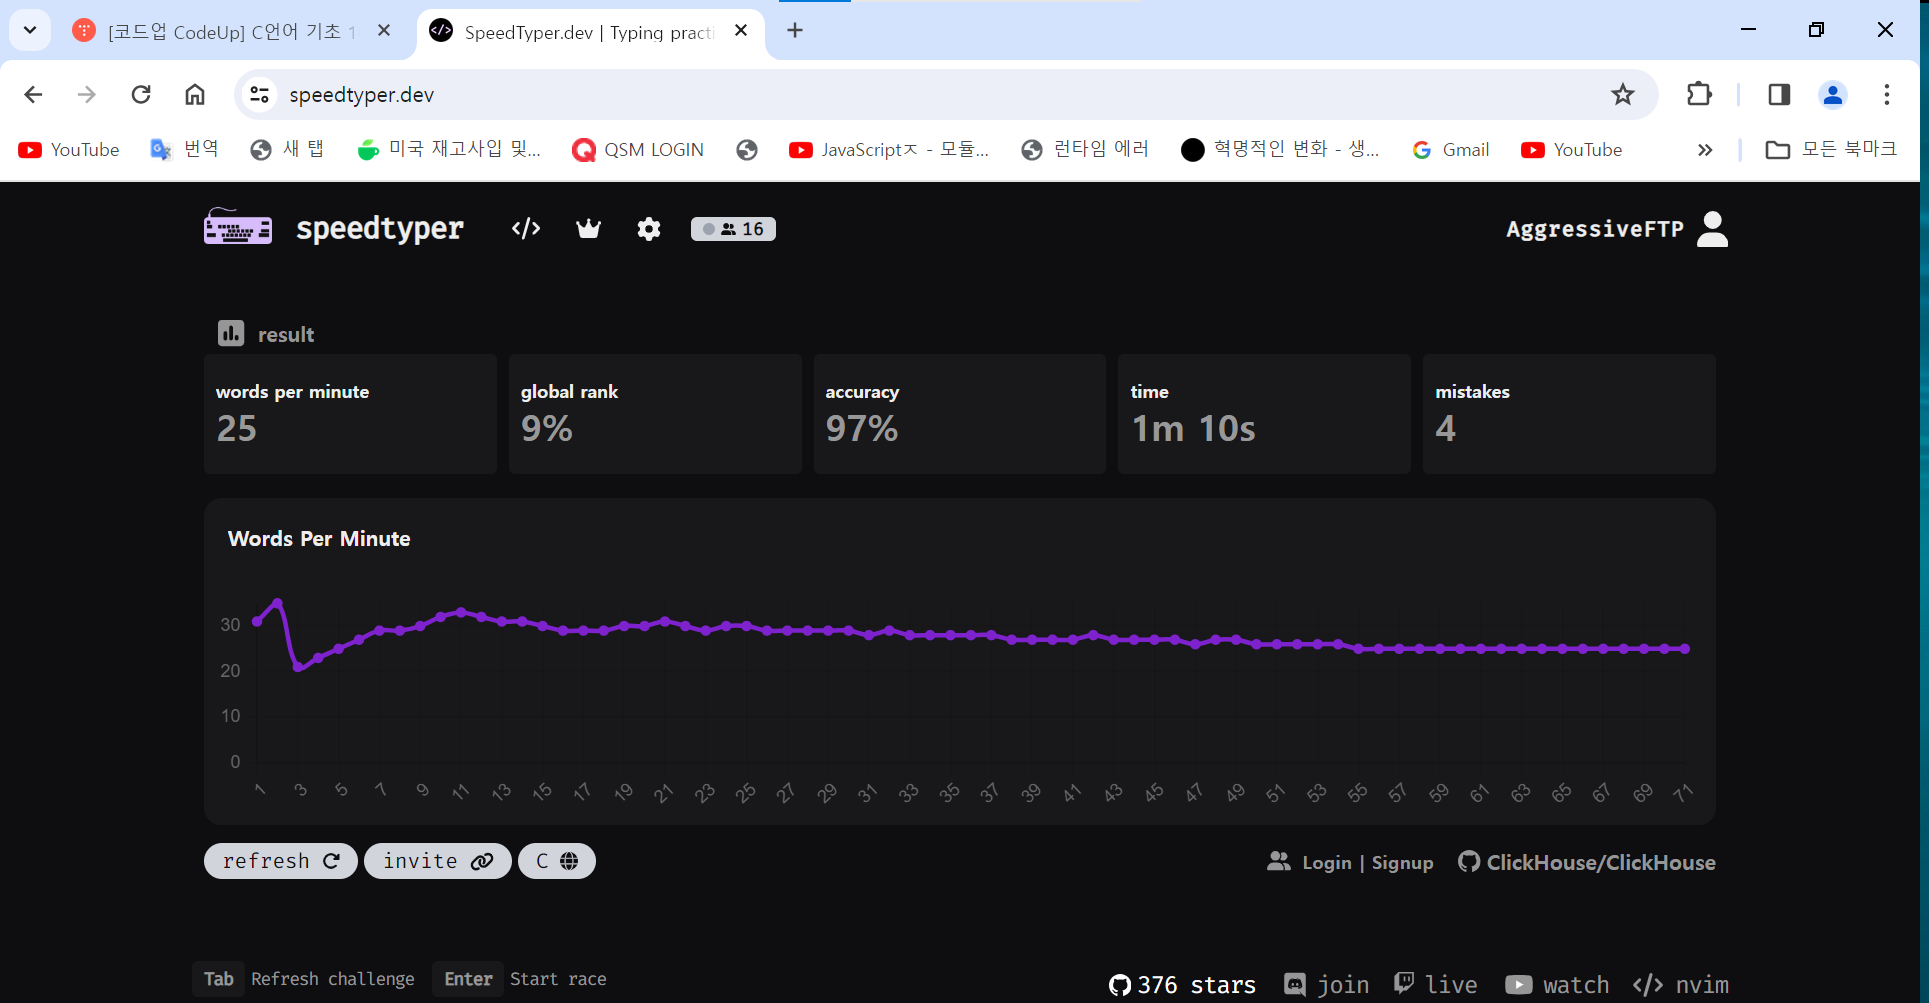 [코드업 CodeUp] C언어 기초 1
SpeedTyper.dev | Typing practi
speedtyper.dev
YouTube 번역 새 탭 미국 재고사입 및... QSM LOGIN JavaScriptㅈ - 모듈... 런타임 에러 혁명적인 변화 - 생... Gmail YouTube 모든 북마크
speedtyper 16 AggressiveFTP
result
words per minute global rank accuracy time mistakes
25 9% 97% 1m 10s 4
Words Per Minute
30
20
10
0
1 3 5 7 9 11 13 15 17 19 21 23 25 27 29 31 33 35 37 39 41 43 45 47 49 51 53 55 57 59 61 63 65 67 69 71
refresh invite C Login | Signup ClickHouse/ClickHouse
Tab Refresh challenge Enter Start race 376 stars join live watch nvim